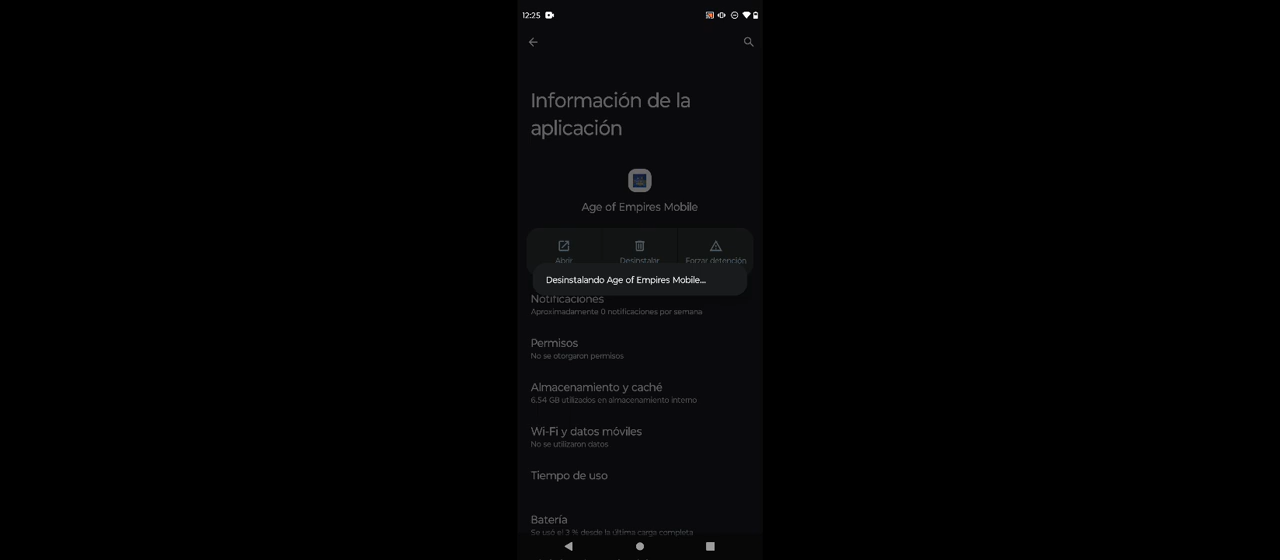 12:25
Información de la
aplicación
Age of Empires Mobile
Abrir
Desinstalar
Forzar detención
Desinstalando Age of Empires Mobile...
Notificaciones
Aproximadamente 0 notificaciones por semana
Permisos
No se otorgaron permisos
Almacenamiento y caché
6,54 GB utilizados en almacenamiento interno
Wi-Fi y datos móviles
No se utilizaron datos
Tiempo de uso
Batería
Se usó el 3 % desde la última carga completa